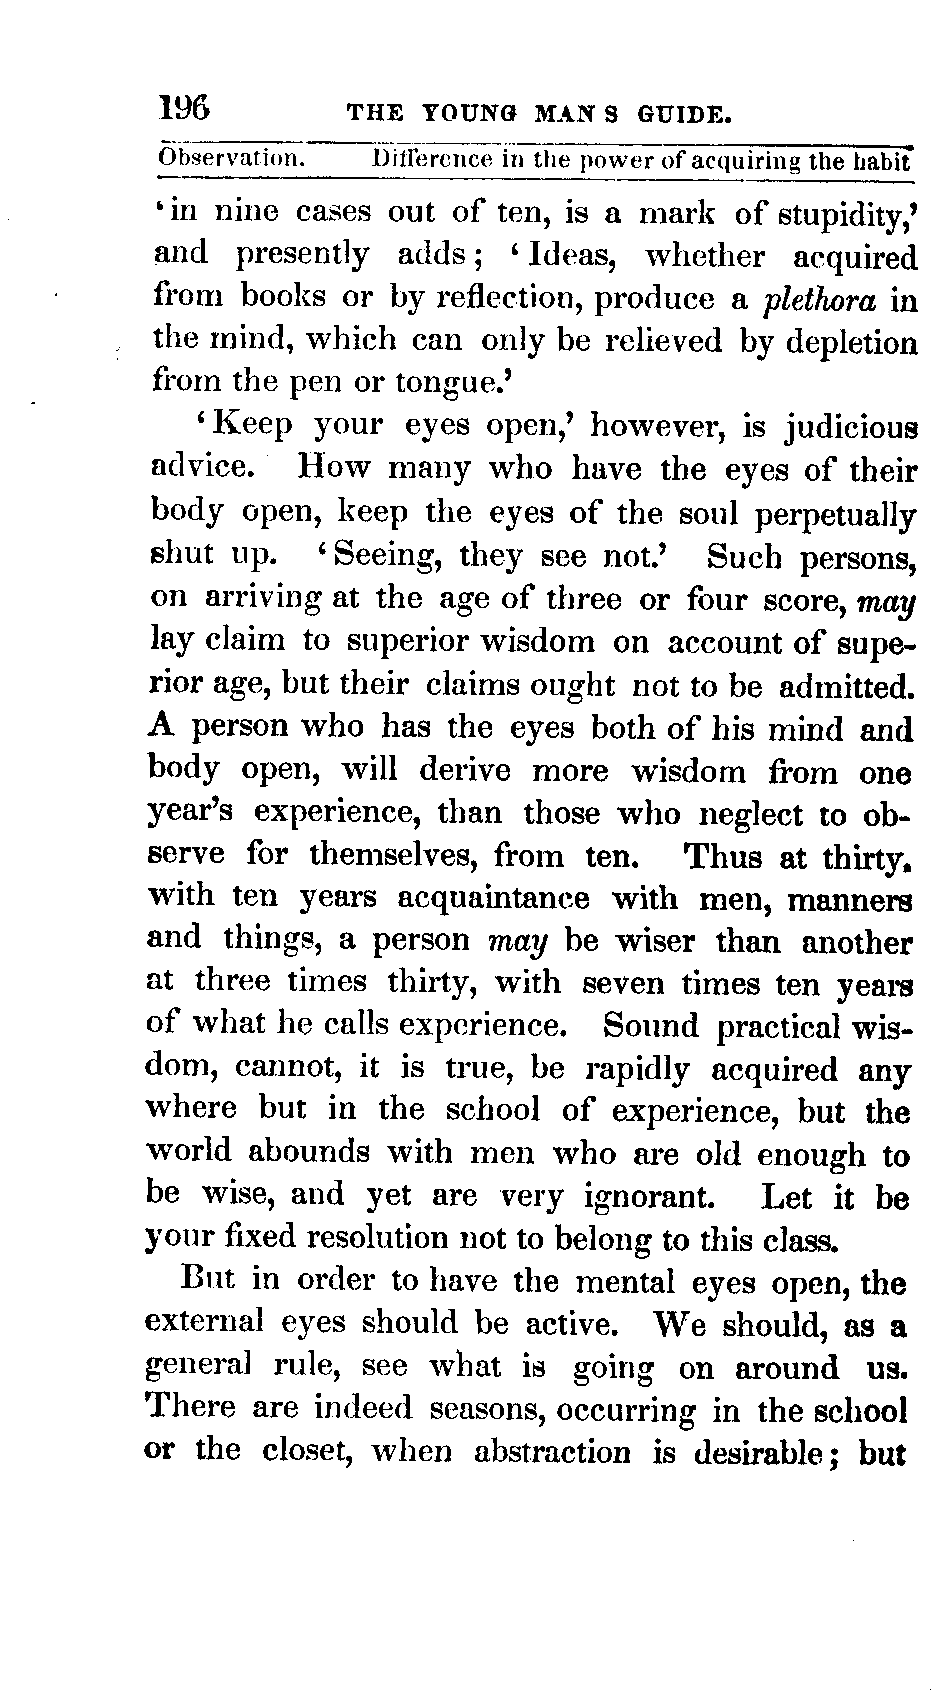 196 THE YOUNG MAN S GUIDE.
Observation. Difference in the power of acquiring the habit
‘in nine cases out of ten, is a mark of stupidity,’
and presently adds; ‘Ideas, whether acquired
from books or by reflection, produce a plethora in
the mind, which can only be relieved by depletion
from the pen or tongue.’
‘Keep your eyes open,’ however, is judicious
advice. How many who have the eyes of their
body open, keep the eyes of the soul perpetually
shut up. ‘Seeing, they see not.’ Such persons,
on arriving at the age of three or four score, may
lay claim to superior wisdom on account of supe-
rior age, but their claims ought not to be admitted.
A person who has the eyes both of his mind and
body open, will derive more wisdom from one
year’s experience, than those who neglect to ob-
serve for themselves, from ten. Thus at thirty.
with ten years acquaintance with men, manners
and things, a person may be wiser than another
at three times thirty, with seven times ten years
of what he calls experience. Sound practical wis-
dom, cannot, it is true, be rapidly acquired any
where but in the school of experience, but the
world abounds with men who are old enough to
be wise, and yet are very ignorant. Let it be
your fixed resolution not to belong to this class.
But in order to have the mental eyes open, the
external eyes should be active. We should, as a
general rule, see what is going on around us.
There are indeed seasons, occurring in the school
or the closet, when abstraction is desirable; but